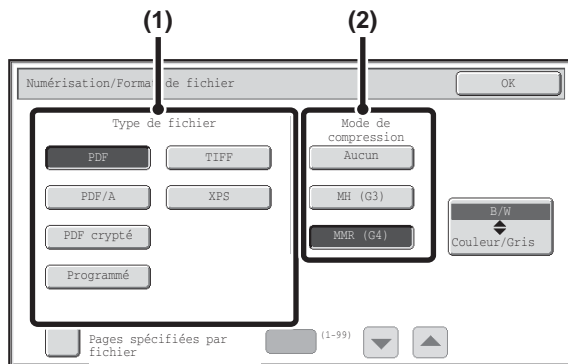 (1) (2)
Numérisation/Format de fichier OK
Type de fichier Mode de compression
PDF TIFF Aucun
PDF/A XPS MH (G3)
B/W
PDF crypté MMR (G4) Couleur/Gris
Programmé
Pages spécifiées par fichier (1-99)